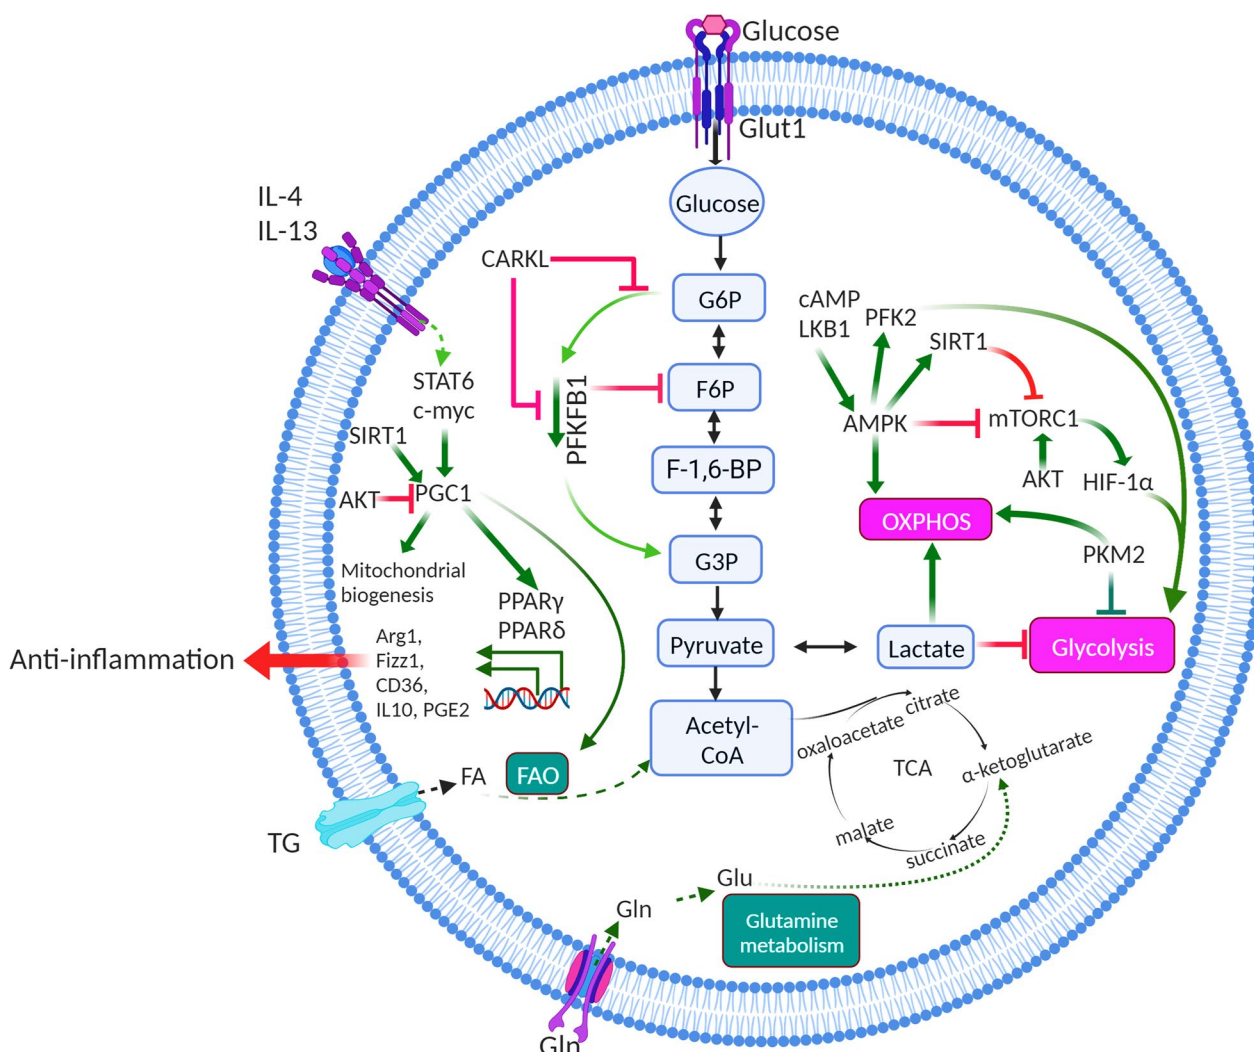 Glucose
Glut1
Glucose
IL-4
IL-13
CARKL
G6P
cAMP
LKB1
PFK2
SIRT1
STAT6
c-myc
PFKFB1
F6P
AMPK
mTORC1
SIRT1
AKT
PGC1
F-1,6-BP
AKT
HIF-1α
OXPHOS
PKM2
G3P
Mitochondrial
biogenesis
PPARγ
PPARδ
Pyruvate
Lactate
Glycolysis
Anti-inflammation
Arg1,
Fizz1,
CD36,
IL10, PGE2
Acetyl-
CoA
citrate
oxaloacetate
α-ketoglutarate
TCA
malate
succinate
FA
FAO
TG
Glu
Gln
Glutamine
metabolism
Gln